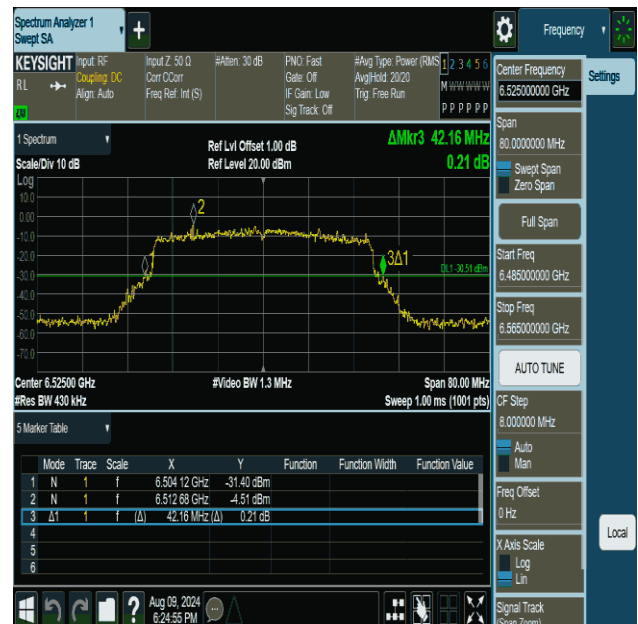 Spectrum Analyzer 1
Swept SA
+
Frequency
KEYSIGHT Input: RF Input Z: 50 Ω #Atten: 30 dB PNO: Fast #Avg Type: Power (RMS) 1 2 3 4 5 6
RL Coupling: DC Corr CCorr Gate: Off Avg|Hold: 20/20 M W W W W W
Align: Auto Freq Ref: Int (S) IF Gain: Low Trig: Free Run
Sig Track: Off P P P P P P
1 Spectrum
Scale/Div 10 dB
Ref Lvl Offset 1.00 dB
Ref Level 20.00 dBm
ΔMkr3 42.16 MHz
0.21 dB
Log
10.0
0.00
-10.0
-20.0
-30.0
-40.0
-50.0
-60.0
-70.0
2
1
3Δ1
DL1 -30.51 dBm
Center 6.52500 GHz #Video BW 1.3 MHz Span 80.00 MHz
#Res BW 430 kHz Sweep 1.00 ms (1001 pts)
5 Marker Table
Mode Trace Scale X Y Function Function Width Function Value
1 N 1 f 6.504 12 GHz -31.40 dBm
2 N 1 f 6.512 68 GHz -4.51 dBm
3 Δ1 1 f (Δ) 42.16 MHz (Δ) 0.21 dB
4
5
6
?
Aug 09, 2024
6:24:55 PM
Center Frequency
6.525000000 GHz
Settings
Span
80.0000000 MHz
Swept Span
Zero Span
Full Span
Start Freq
6.485000000 GHz
Stop Freq
6.565000000 GHz
AUTO TUNE
CF Step
8.000000 MHz
Auto
Man
Freq Offset
0 Hz
X Axis Scale
Log
Lin
Local
Signal Track
(Span Zoom)